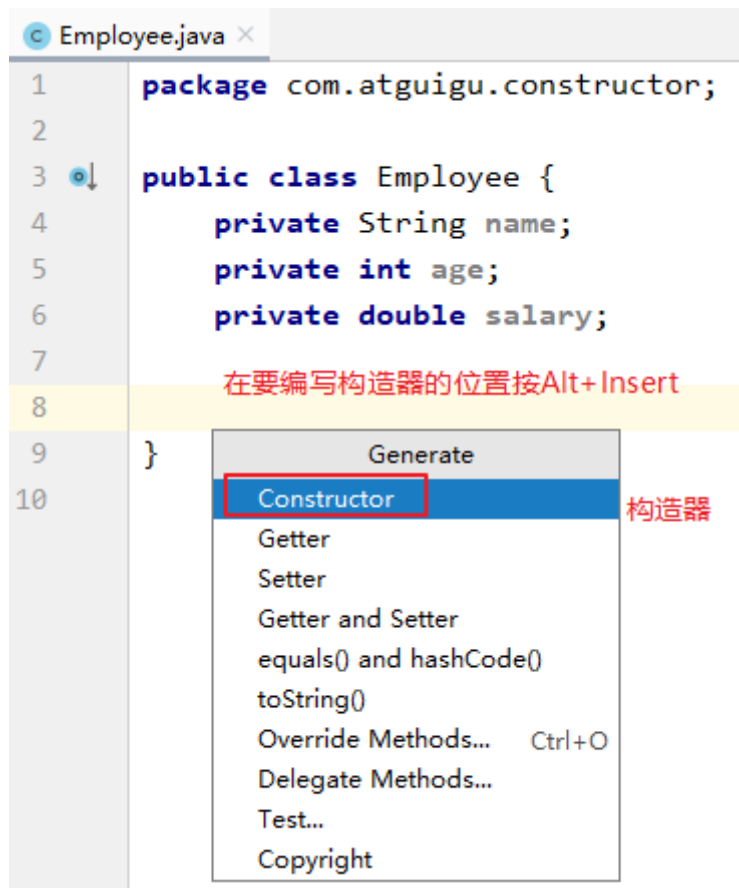 Employee.java
1 package com.atguigu.constructor;
2
3 public class Employee {
4 private String name;
5 private int age;
6 private double salary;
7
在要编写构造器的位置按Alt+Insert
8
9 }
10
Generate
Constructor
构造器
Getter
Setter
Getter and Setter
equals() and hashCode()
toString()
Override Methods... Ctrl+O
Delegate Methods...
Test...
Copyright